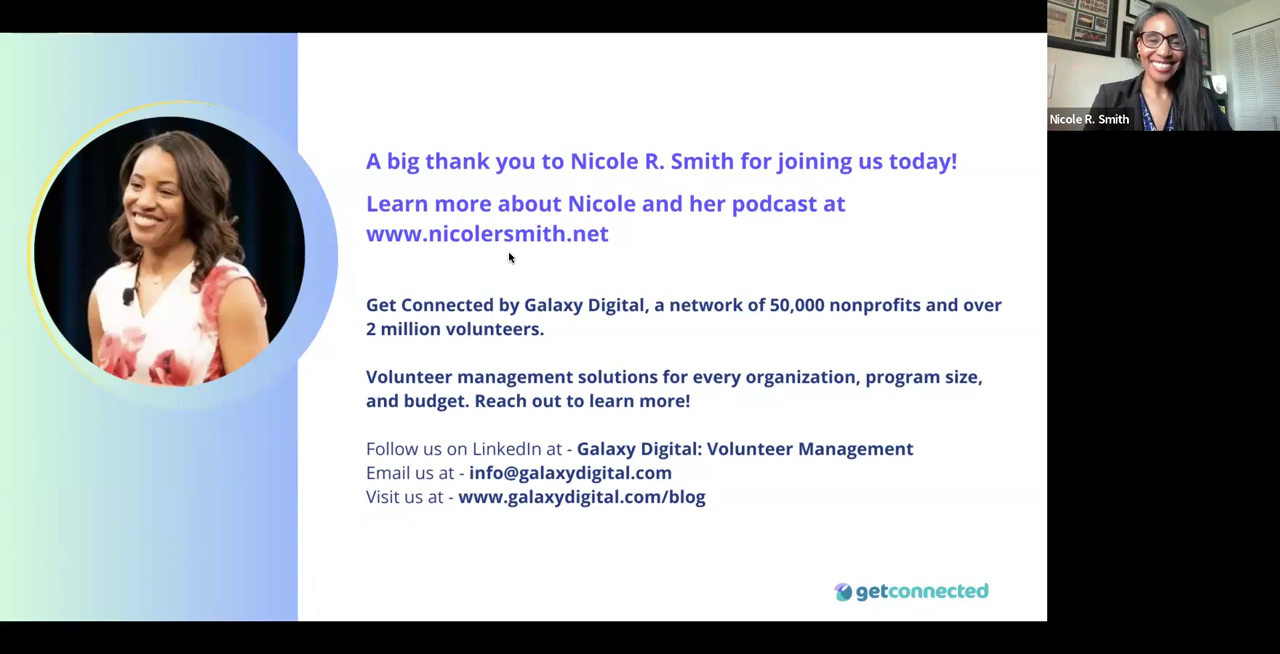 A big thank you to Nicole R. Smith for joining us today!
Learn more about Nicole and her podcast at
www.nicolersmith.net
Get Connected by Galaxy Digital, a network of 50,000 nonprofits and over
2 million volunteers.
Volunteer management solutions for every organization, program size,
and budget. Reach out to learn more!
Follow us on LinkedIn at - Galaxy Digital: Volunteer Management
Email us at - info@galaxydigital.com
Visit us at - www.galaxydigital.com/blog
getconnected
Nicole R. Smith